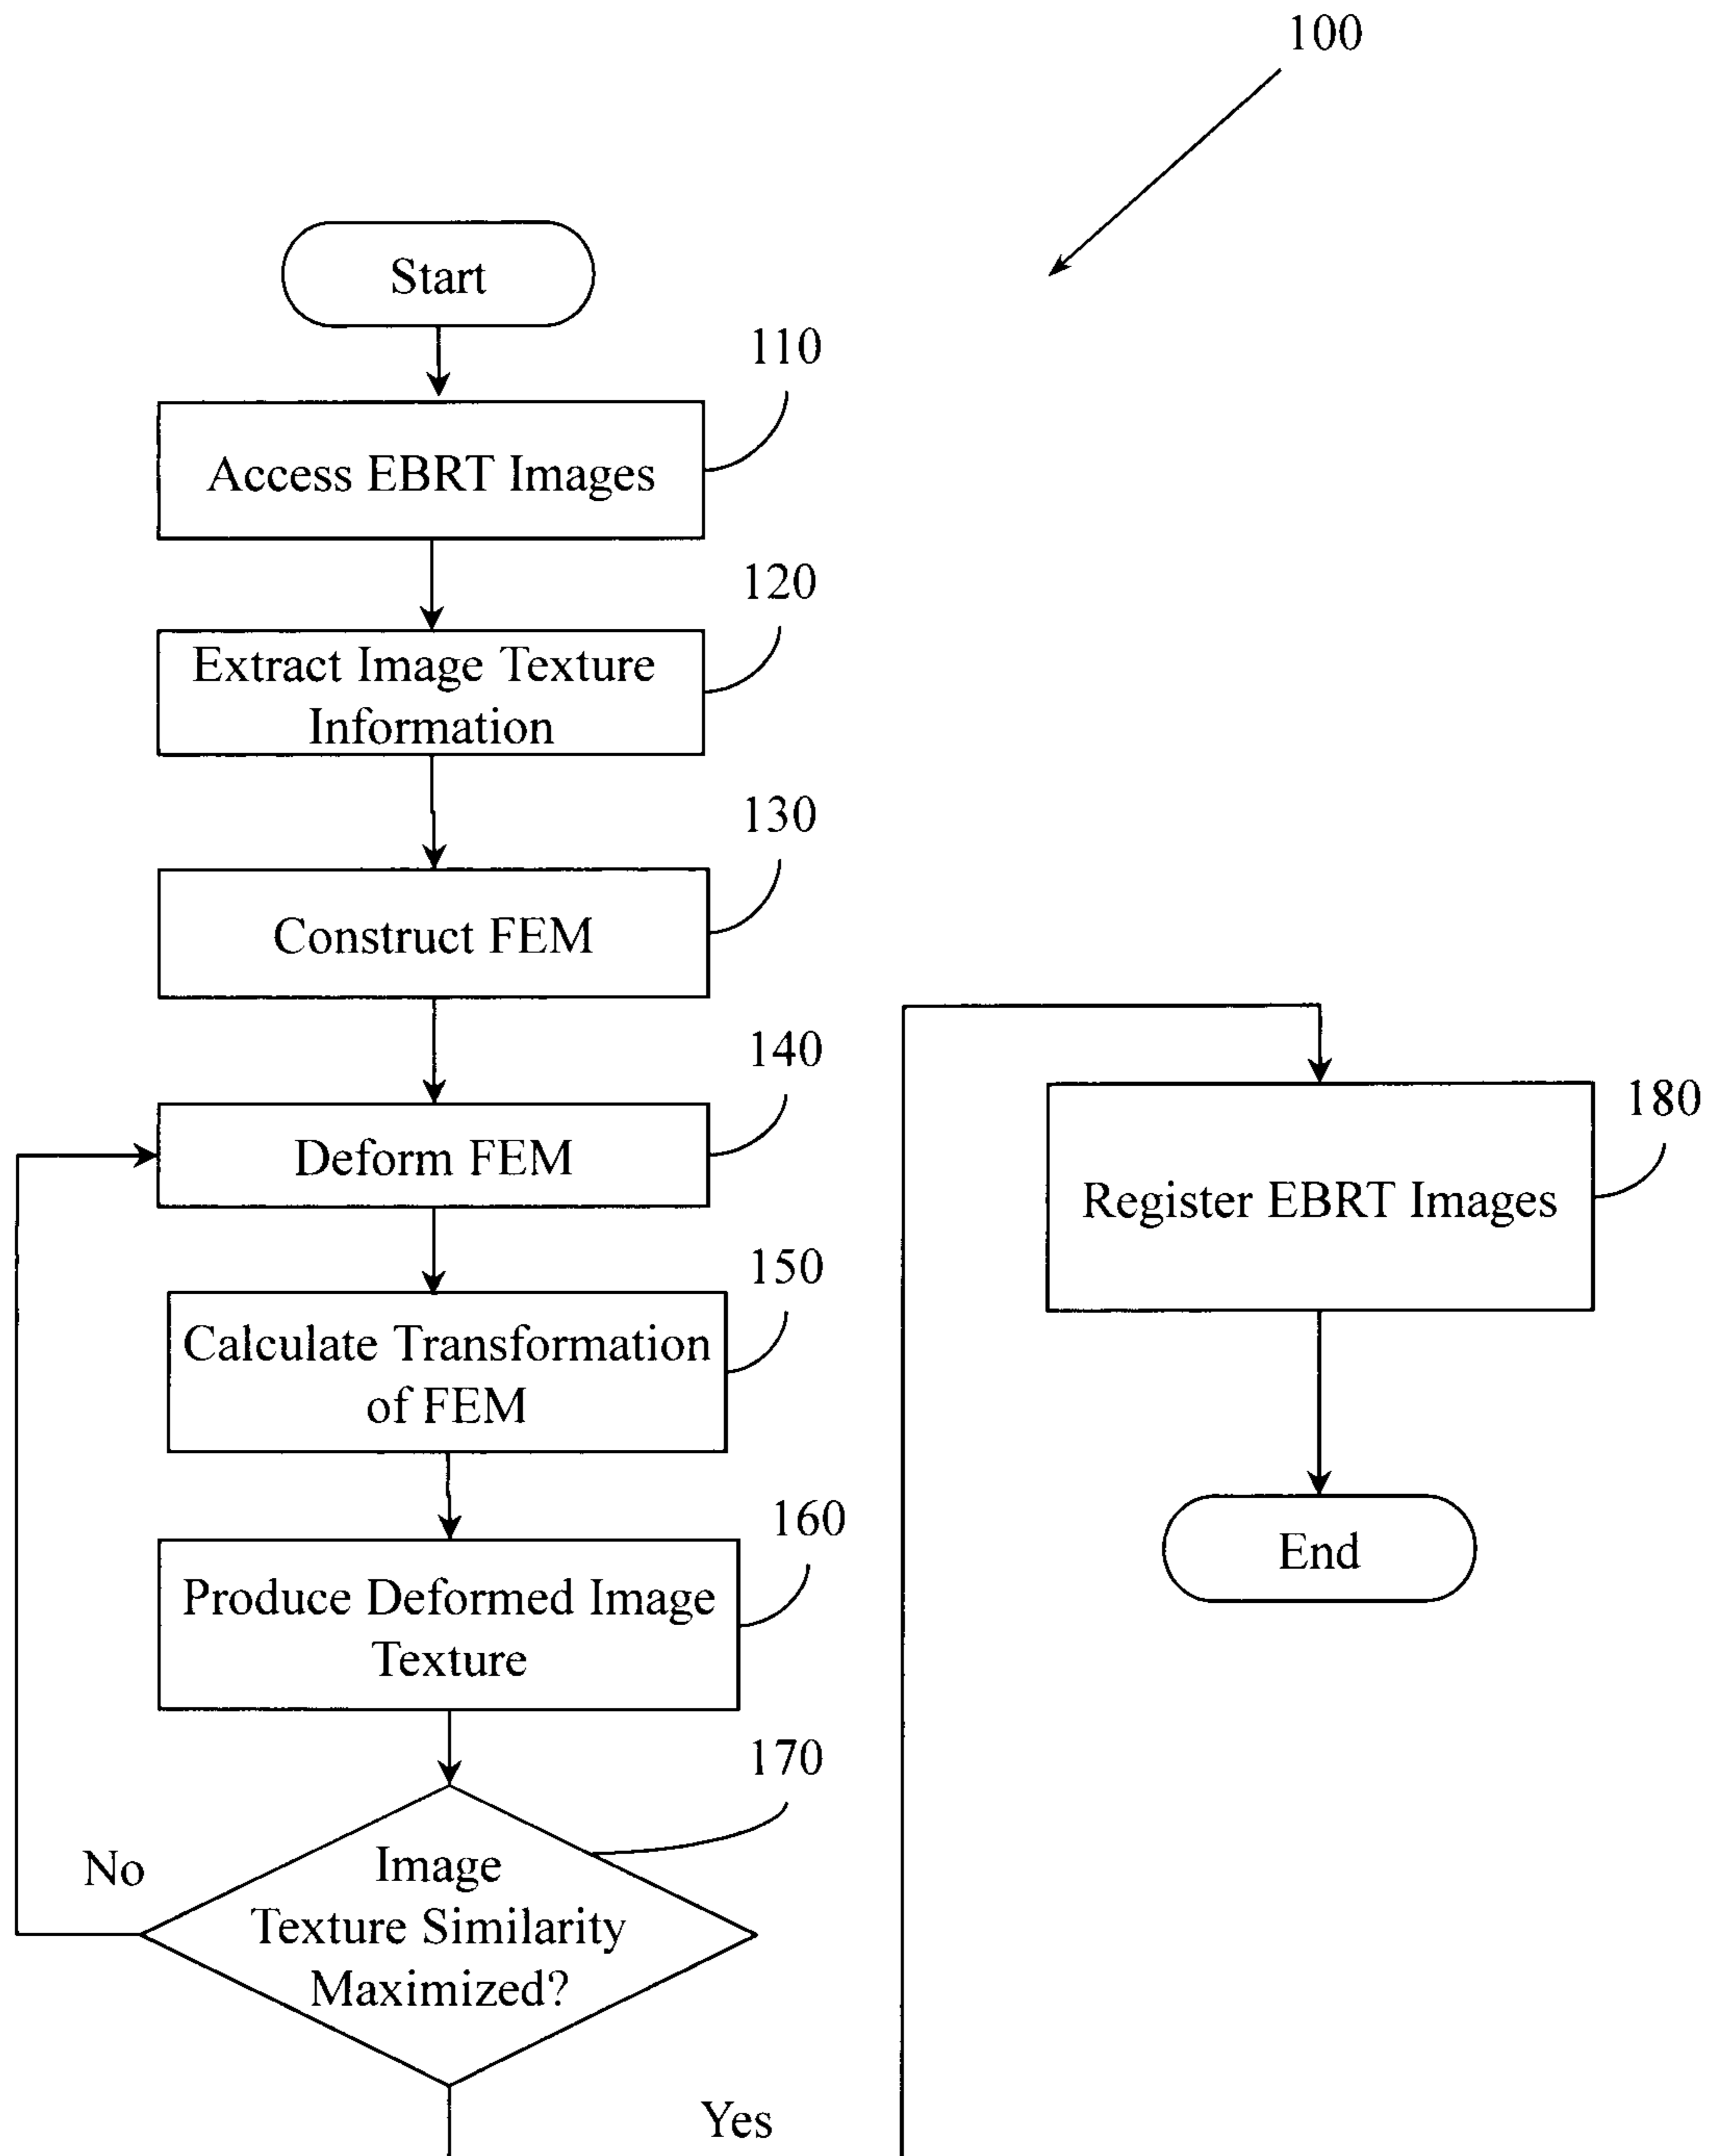 100
Start
110
Access EBRT Images
120
Extract Image Texture
Information
130
Construct FEM
140
Deform FEM
150
Calculate Transformation
of FEM
160
Produce Deformed Image
Texture
170
Image
Texture Similarity
Maximized?
No
Yes
180
Register EBRT Images
End